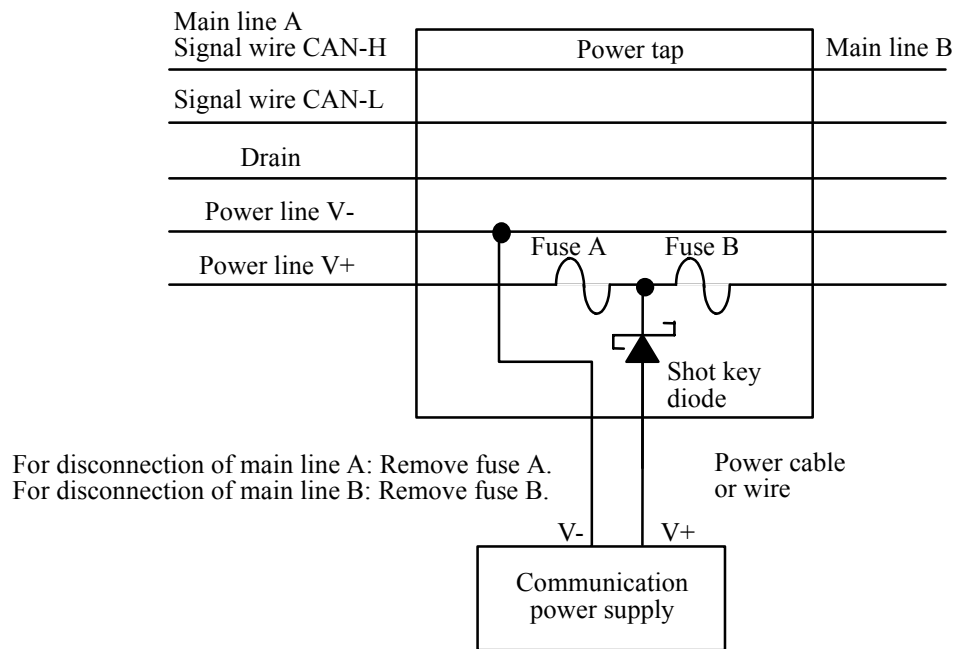 Main line A
Signal wire CAN-H
Power tap
Main line B
Signal wire CAN-L
Drain
Power line V-
Fuse A
Fuse B
Power line V+
Shot key
diode
For disconnection of main line A: Remove fuse A.
For disconnection of main line B: Remove fuse B.
Power cable
or wire
V-
V+
Communication
power supply